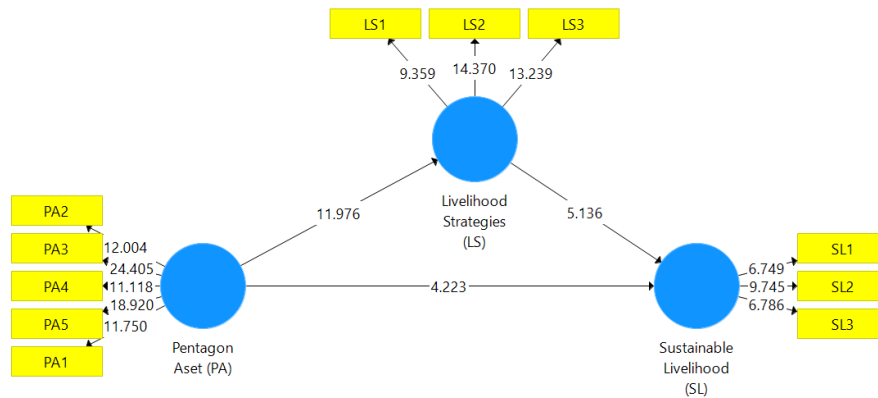 LS1 LS2 LS3
9.359 14.370 13.239
Livelihood
Strategies
(LS)
11.976
5.136
PA2
PA3
PA4
PA5
PA1
12.004
24.405
11.118
18.920
11.750
Pentagon
Aset (PA)
4.223
Sustainable
Livelihood
(SL)
6.749
9.745
6.786
SL1
SL2
SL3